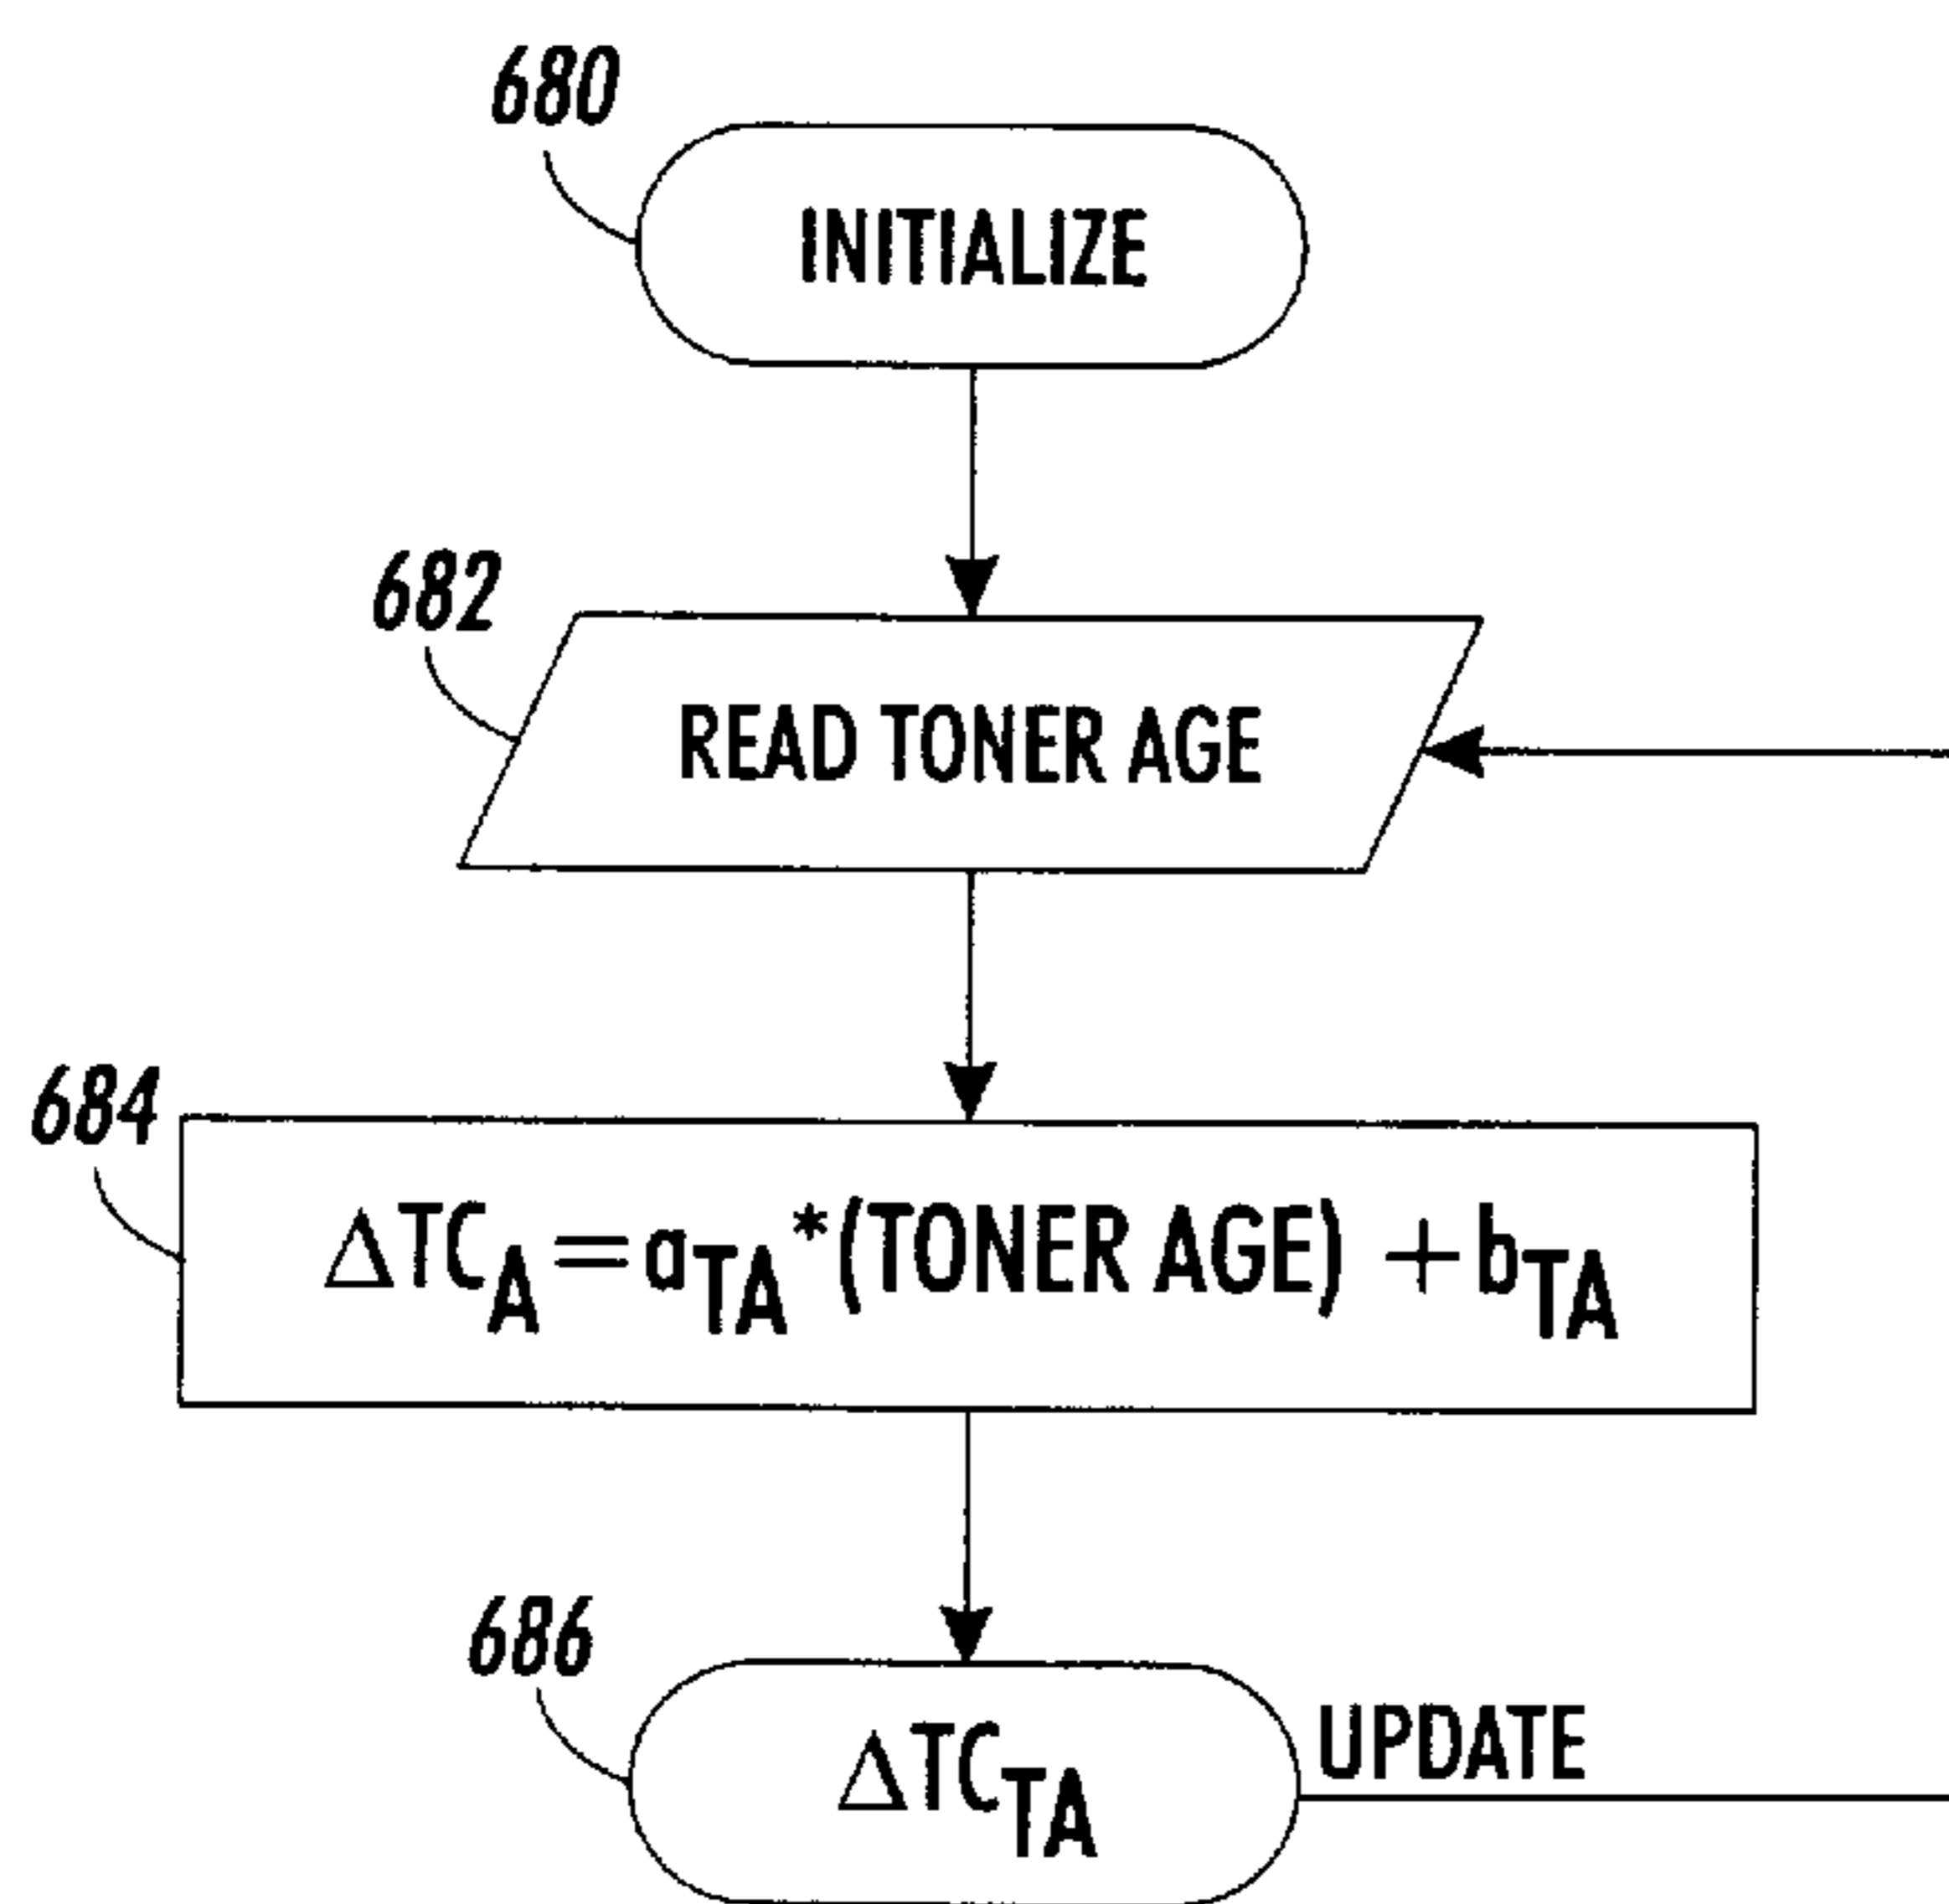 680
INITIALIZE
682
READ TONER AGE
684
ΔTC_A = a_TA*(TONER AGE) + b_TA
686
ΔTC_TA
UPDATE